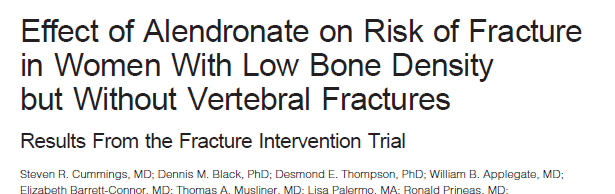 Effect of Alendronate on Risk of Fracture
in Women With Low Bone Density
but Without Vertebral Fractures
Results From the Fracture Intervention Trial
Steven R. Cummings, MD; Dennis M. Black, PhD; Desmond E. Thompson, PhD; William B. Applegate, MD;
Elizabeth Barrett-Connor, MD; Thomas A. Musliner, MD; Lisa Palermo, MA; Ronald Prineas, MD;